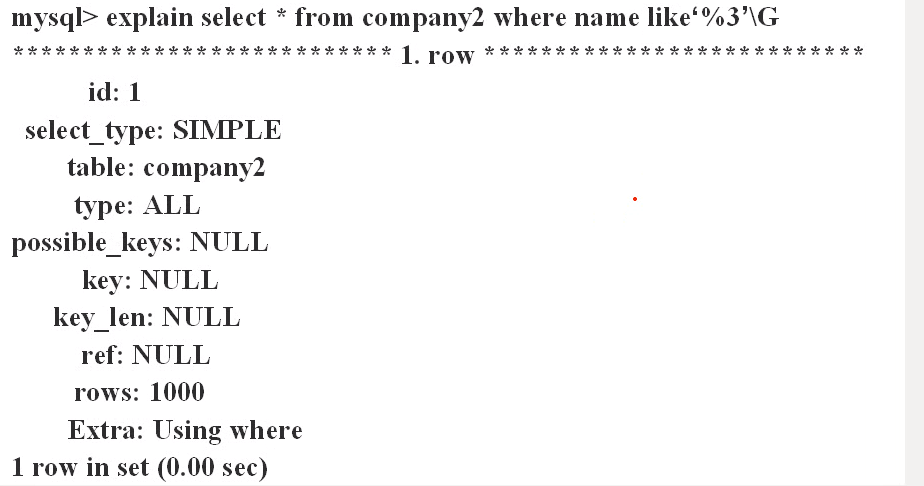 mysql> explain select * from company2 where name like‘%3’\G
*************************** 1. row ***************************
id: 1
select_type: SIMPLE
table: company2
type: ALL
possible_keys: NULL
key: NULL
key_len: NULL
ref: NULL
rows: 1000
Extra: Using where
1 row in set (0.00 sec)